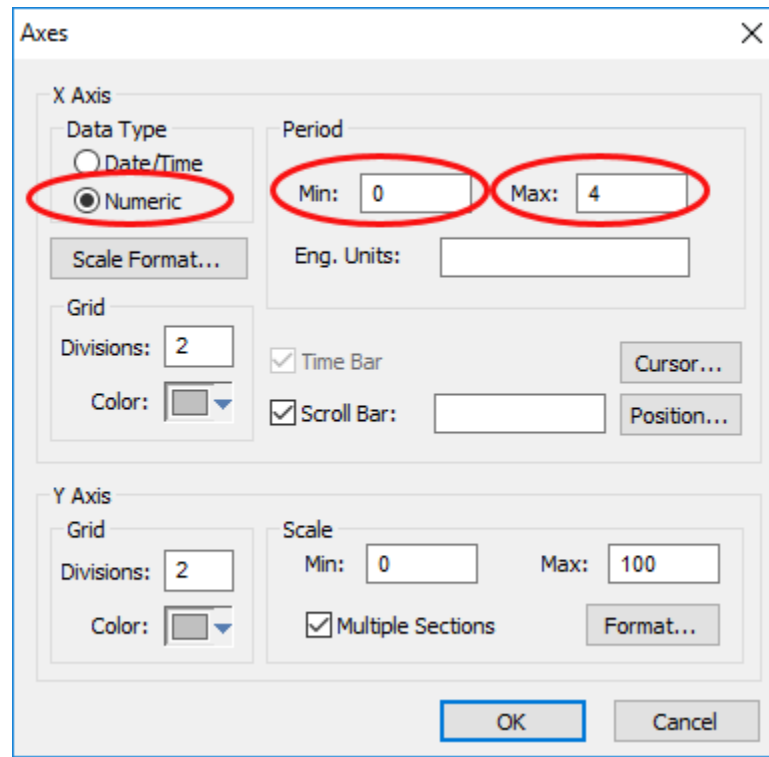 Axes
X Axis
Data Type
Date/Time
Numeric
Scale Format...
Period
Min: 0 Max: 4
Eng. Units:
Grid
Divisions: 2
Color:
Time Bar
Cursor...
Scroll Bar:
Position...
Y Axis
Grid
Divisions: 2
Color:
Scale
Min: 0 Max: 100
Multiple Sections
Format...
OK Cancel